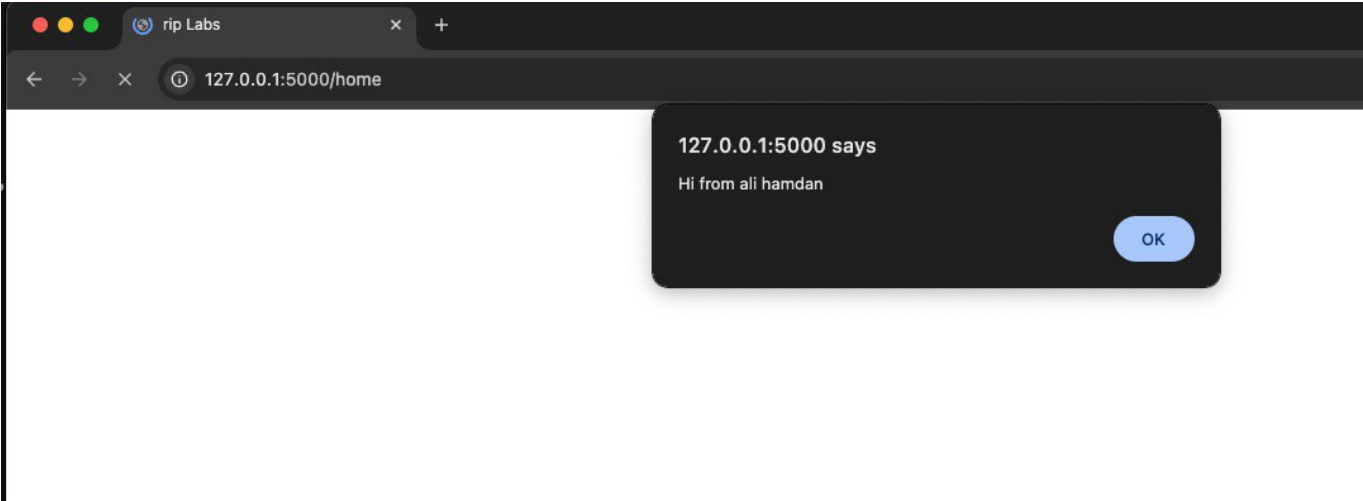 rip Labs
127.0.0.1:5000/home
127.0.0.1:5000 says
Hi from ali hamdan
OK